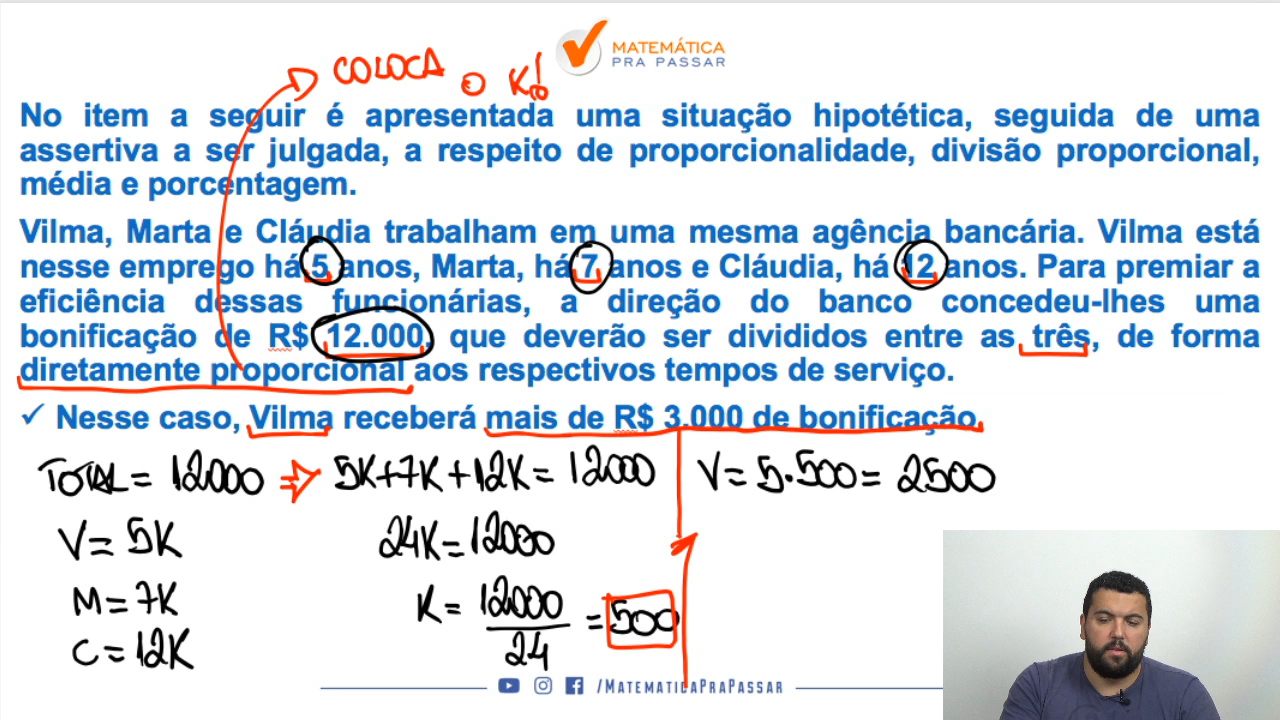 MATEMÁTICA
PRA PASSAR
COLOCA o K!
No item a seguir é apresentada uma situação hipotética, seguida de uma
assertiva a ser julgada, a respeito de proporcionalidade, divisão proporcional,
média e porcentagem.
Vilma, Marta e Cláudia trabalham em uma mesma agência bancária. Vilma está
nesse emprego há 5 anos, Marta, há 7 anos e Cláudia, há 12 anos. Para premiar a
eficiência dessas funcionárias, a direção do banco concedeu-lhes uma
bonificação de R$ 12.000, que deverão ser divididos entre as três, de forma
diretamente proporcional aos respectivos tempos de serviço.
✓ Nesse caso, Vilma receberá mais de R$ 3.000 de bonificação.
TOTAL = 12000 ⇒ 5K+7K+12K = 12000
V = 5·500 = 2500
V = 5K
24K = 12000
M = 7K
K = 12000/24 = 500
C = 12K
/MATEMATICAPRAPASSAR